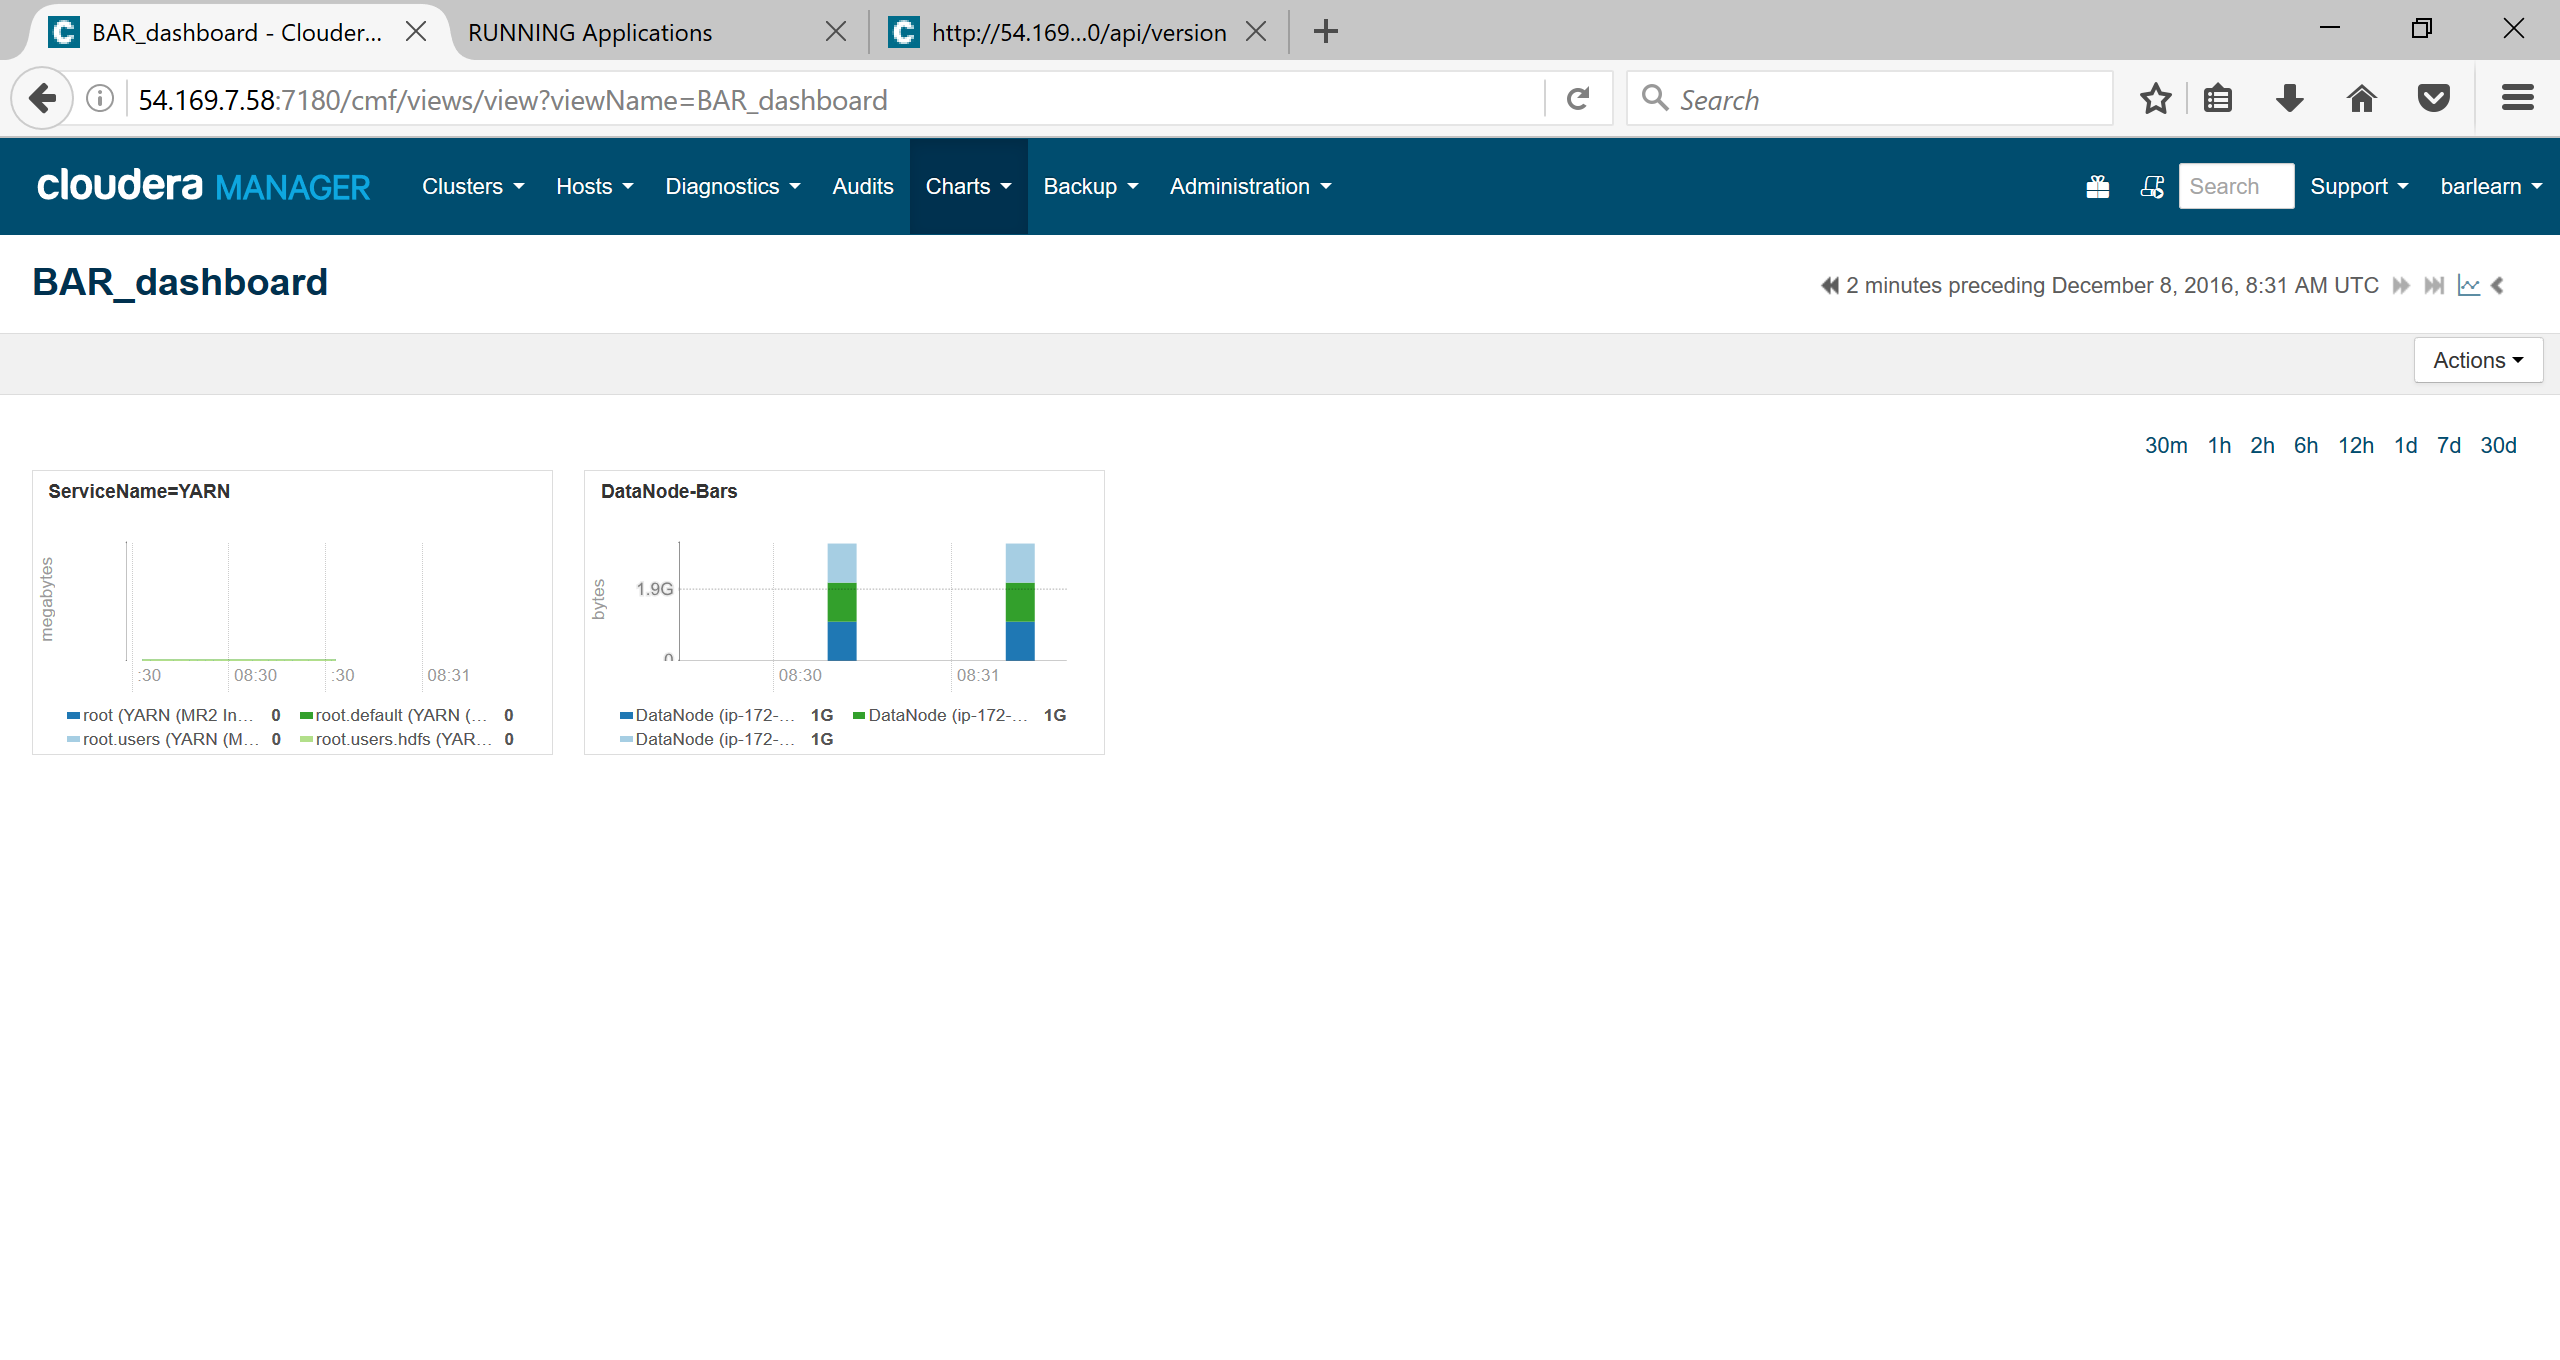 BAR_dashboard - Clouder...
RUNNING Applications
http://54.169...0/api/version
54.169.7.58:7180/cmf/views/view?viewName=BAR_dashboard
Search
cloudera MANAGER
Clusters
Hosts
Diagnostics
Audits
Charts
Backup
Administration
Search
Support
barlearn
BAR_dashboard
2 minutes preceding December 8, 2016, 8:31 AM UTC
Actions
30m 1h 2h 6h 12h 1d 7d 30d
ServiceName=YARN
megabytes
:30 08:30 :30 08:31
root (YARN (MR2 In... 0 root.default (YARN (... 0
root.users (YARN (M... 0 root.users.hdfs (YAR... 0
DataNode-Bars
bytes
1.9G
0
08:30 08:31
DataNode (ip-172-... 1G DataNode (ip-172-... 1G
DataNode (ip-172-... 1G